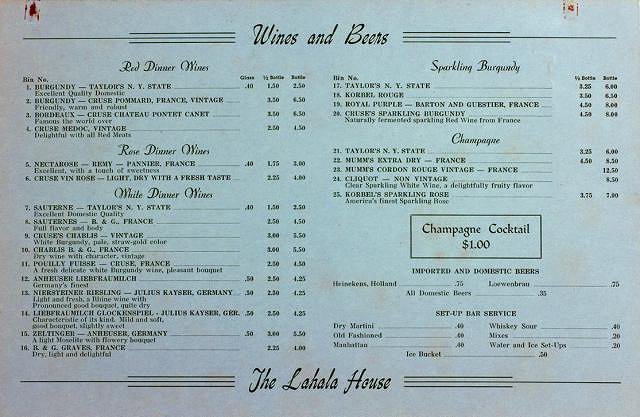 Wines and Beers
Red Dinner Wines
Bin No. Glass ½ Bottle Bottle
1. BURGUNDY — TAYLOR'S N. Y. STATE .40 1.50 2.50
Excellent Quality Domestic
2. BURGUNDY — CRUSE POMMARD, FRANCE, VINTAGE 3.50 6.50
Friendly, warm and robust
3. BORDEAUX — CRUSE CHATEAU PONTET CANET 3.50 6.50
Famous the world over
4. CRUSE MEDOC, VINTAGE 2.50 4.50
Delightful with all Red Meats
Rose Dinner Wines
5. NECTAROSE — REMY — PANNIER, FRANCE .40 1.75 3.00
Excellent, with a touch of sweetness
6. CRUSE VIN ROSE — LIGHT, DRY WITH A FRESH TASTE 2.25 4.00
White Dinner Wines
7. SAUTERNE — TAYLOR'S N. Y. STATE .40 1.50 2.50
Excellent Domestic Quality
8. SAUTERNES — B. & G., FRANCE 2.50 4.50
Full flavor and body
9. CRUSE'S CHABLIS — VINTAGE 3.00 5.50
White Burgundy, pale, straw-gold color
10. CHABLIS B. & G., FRANCE 3.00 5.50
Dry wine with character, vintage
11. POUILLY FUISSE — CRUSE, FRANCE 2.50 4.50
A fresh delicate white Burgundy wine, pleasant bouquet
12. ANHEUSER LIEBFRAUMILCH .50 2.50 4.25
Germany's finest
13. NIERSTEINER RIESLING — JULIUS KAYSER, GERMANY .50 2.50 4.25
Light and fresh, a Rhine wine with
Pronounced good bouquet, quite dry
14. LIEBFRAUMILCH GLOCKENSPIEL - JULIUS KAYSER, GER. .50 2.50 4.25
Characteristic of its kind. Mild and soft,
good bouquet, slightly sweet
15. ZELTINGER — ANHEUSER, GERMANY .50 3.00 5.50
A light Moselite with flowery bouquet
16. B. & G. GRAVES, FRANCE 2.25 4.00
Dry, light and delightful
Sparkling Burgundy
Bin No. ½ Bottle Bottle
17. TAYLOR'S N. Y. STATE 3.25 6.00
18. KORBEL ROUGE 3.50 6.50
19. ROYAL PURPLE — BARTON AND GUESTIER, FRANCE 4.50 8.00
20. CRUSE'S SPARKLING BURGUNDY 4.50 8.00
Naturally fermented sparkling Red Wine from France
Champagne
21. TAYLOR'S N. Y. STATE 3.25 6.00
22. MUMM'S EXTRA DRY — FRANCE 4.50 8.50
23. MUMM'S CORDON ROUGE VINTAGE — FRANCE 12.50
24. CLIQUOT — NON VINTAGE 8.50
Clear Sparkling White Wine, a delightfully fruity flavor
25. KORBEL'S SPARKLING ROSE 3.75 7.00
America's finest Sparkling Rose
Champagne Cocktail
$1.00
IMPORTED AND DOMESTIC BEERS
Heinekens, Holland .75 Loewenbrau .75
All Domestic Beers .35
SET-UP BAR SERVICE
Dry Martini .40 Whiskey Sour .40
Old Fashioned .40 Mixes .20
Manhattan .40 Water and Ice Set-Ups .20
Ice Bucket .50
The Lahala House